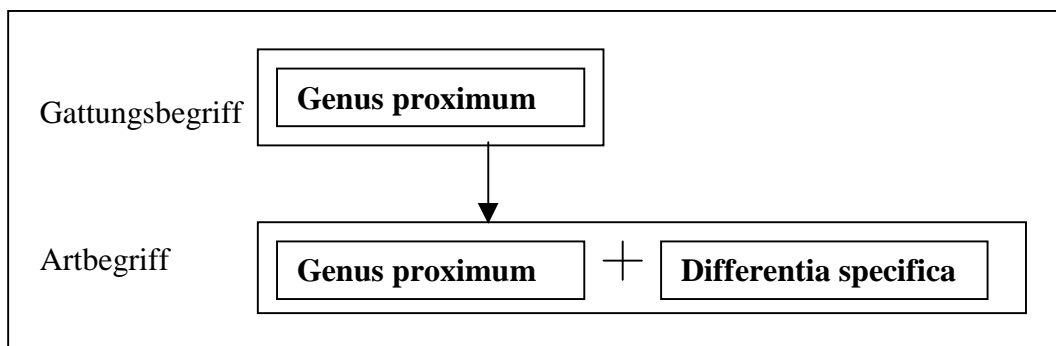 Gattungsbegriff Genus proximum
Artbegriff Genus proximum + Differentia specifica